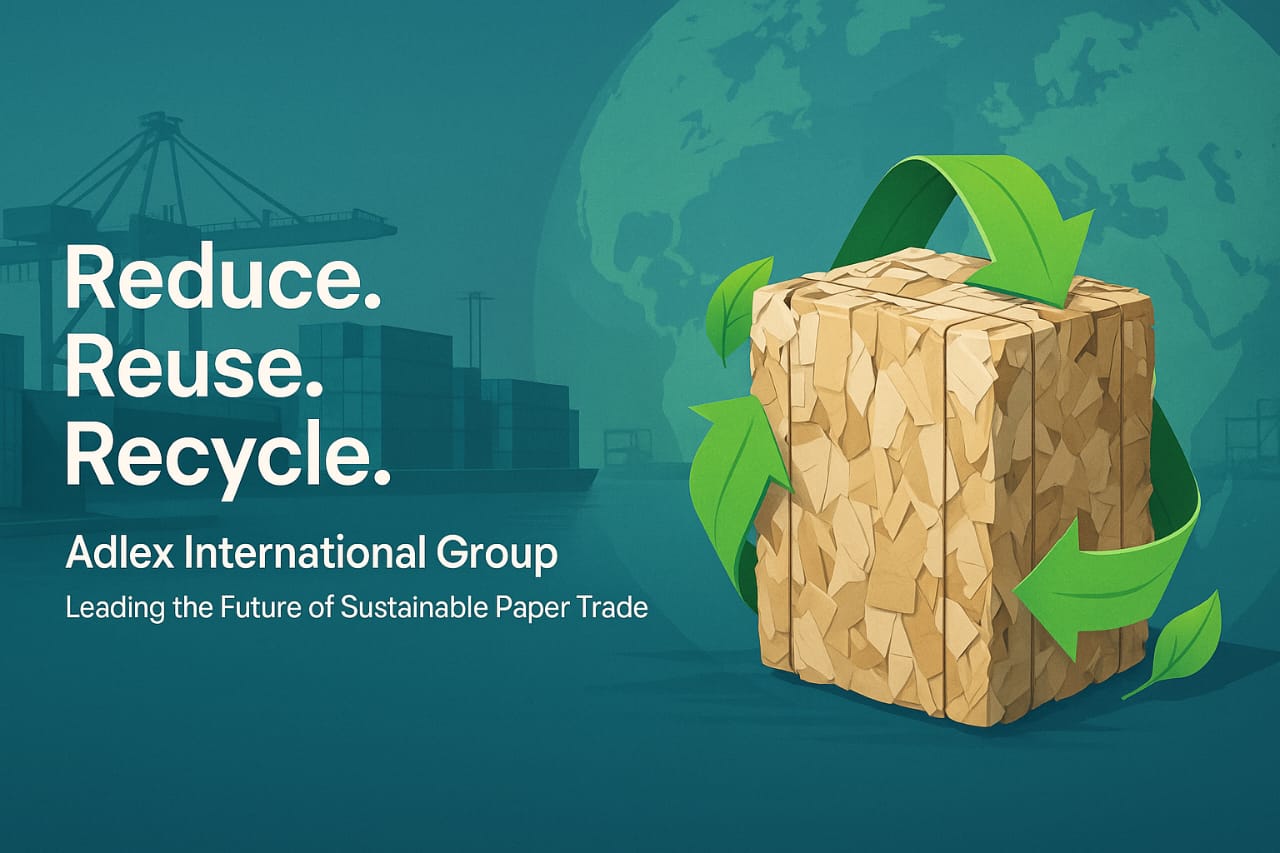 Reduce.
Reuse.
Recycle.
Adlex International Group
Leading the Future of Sustainable Paper Trade